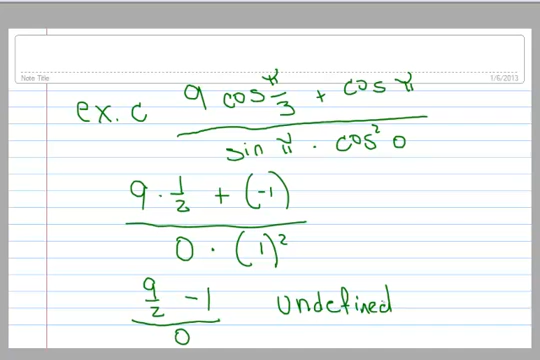 Note Title
1/6/2013
ex. c
9 cos π/3 + cos π
sin π · cos² 0
9 · 1/2 + (-1)
0 · (1)²
9/2 - 1
0
undefined